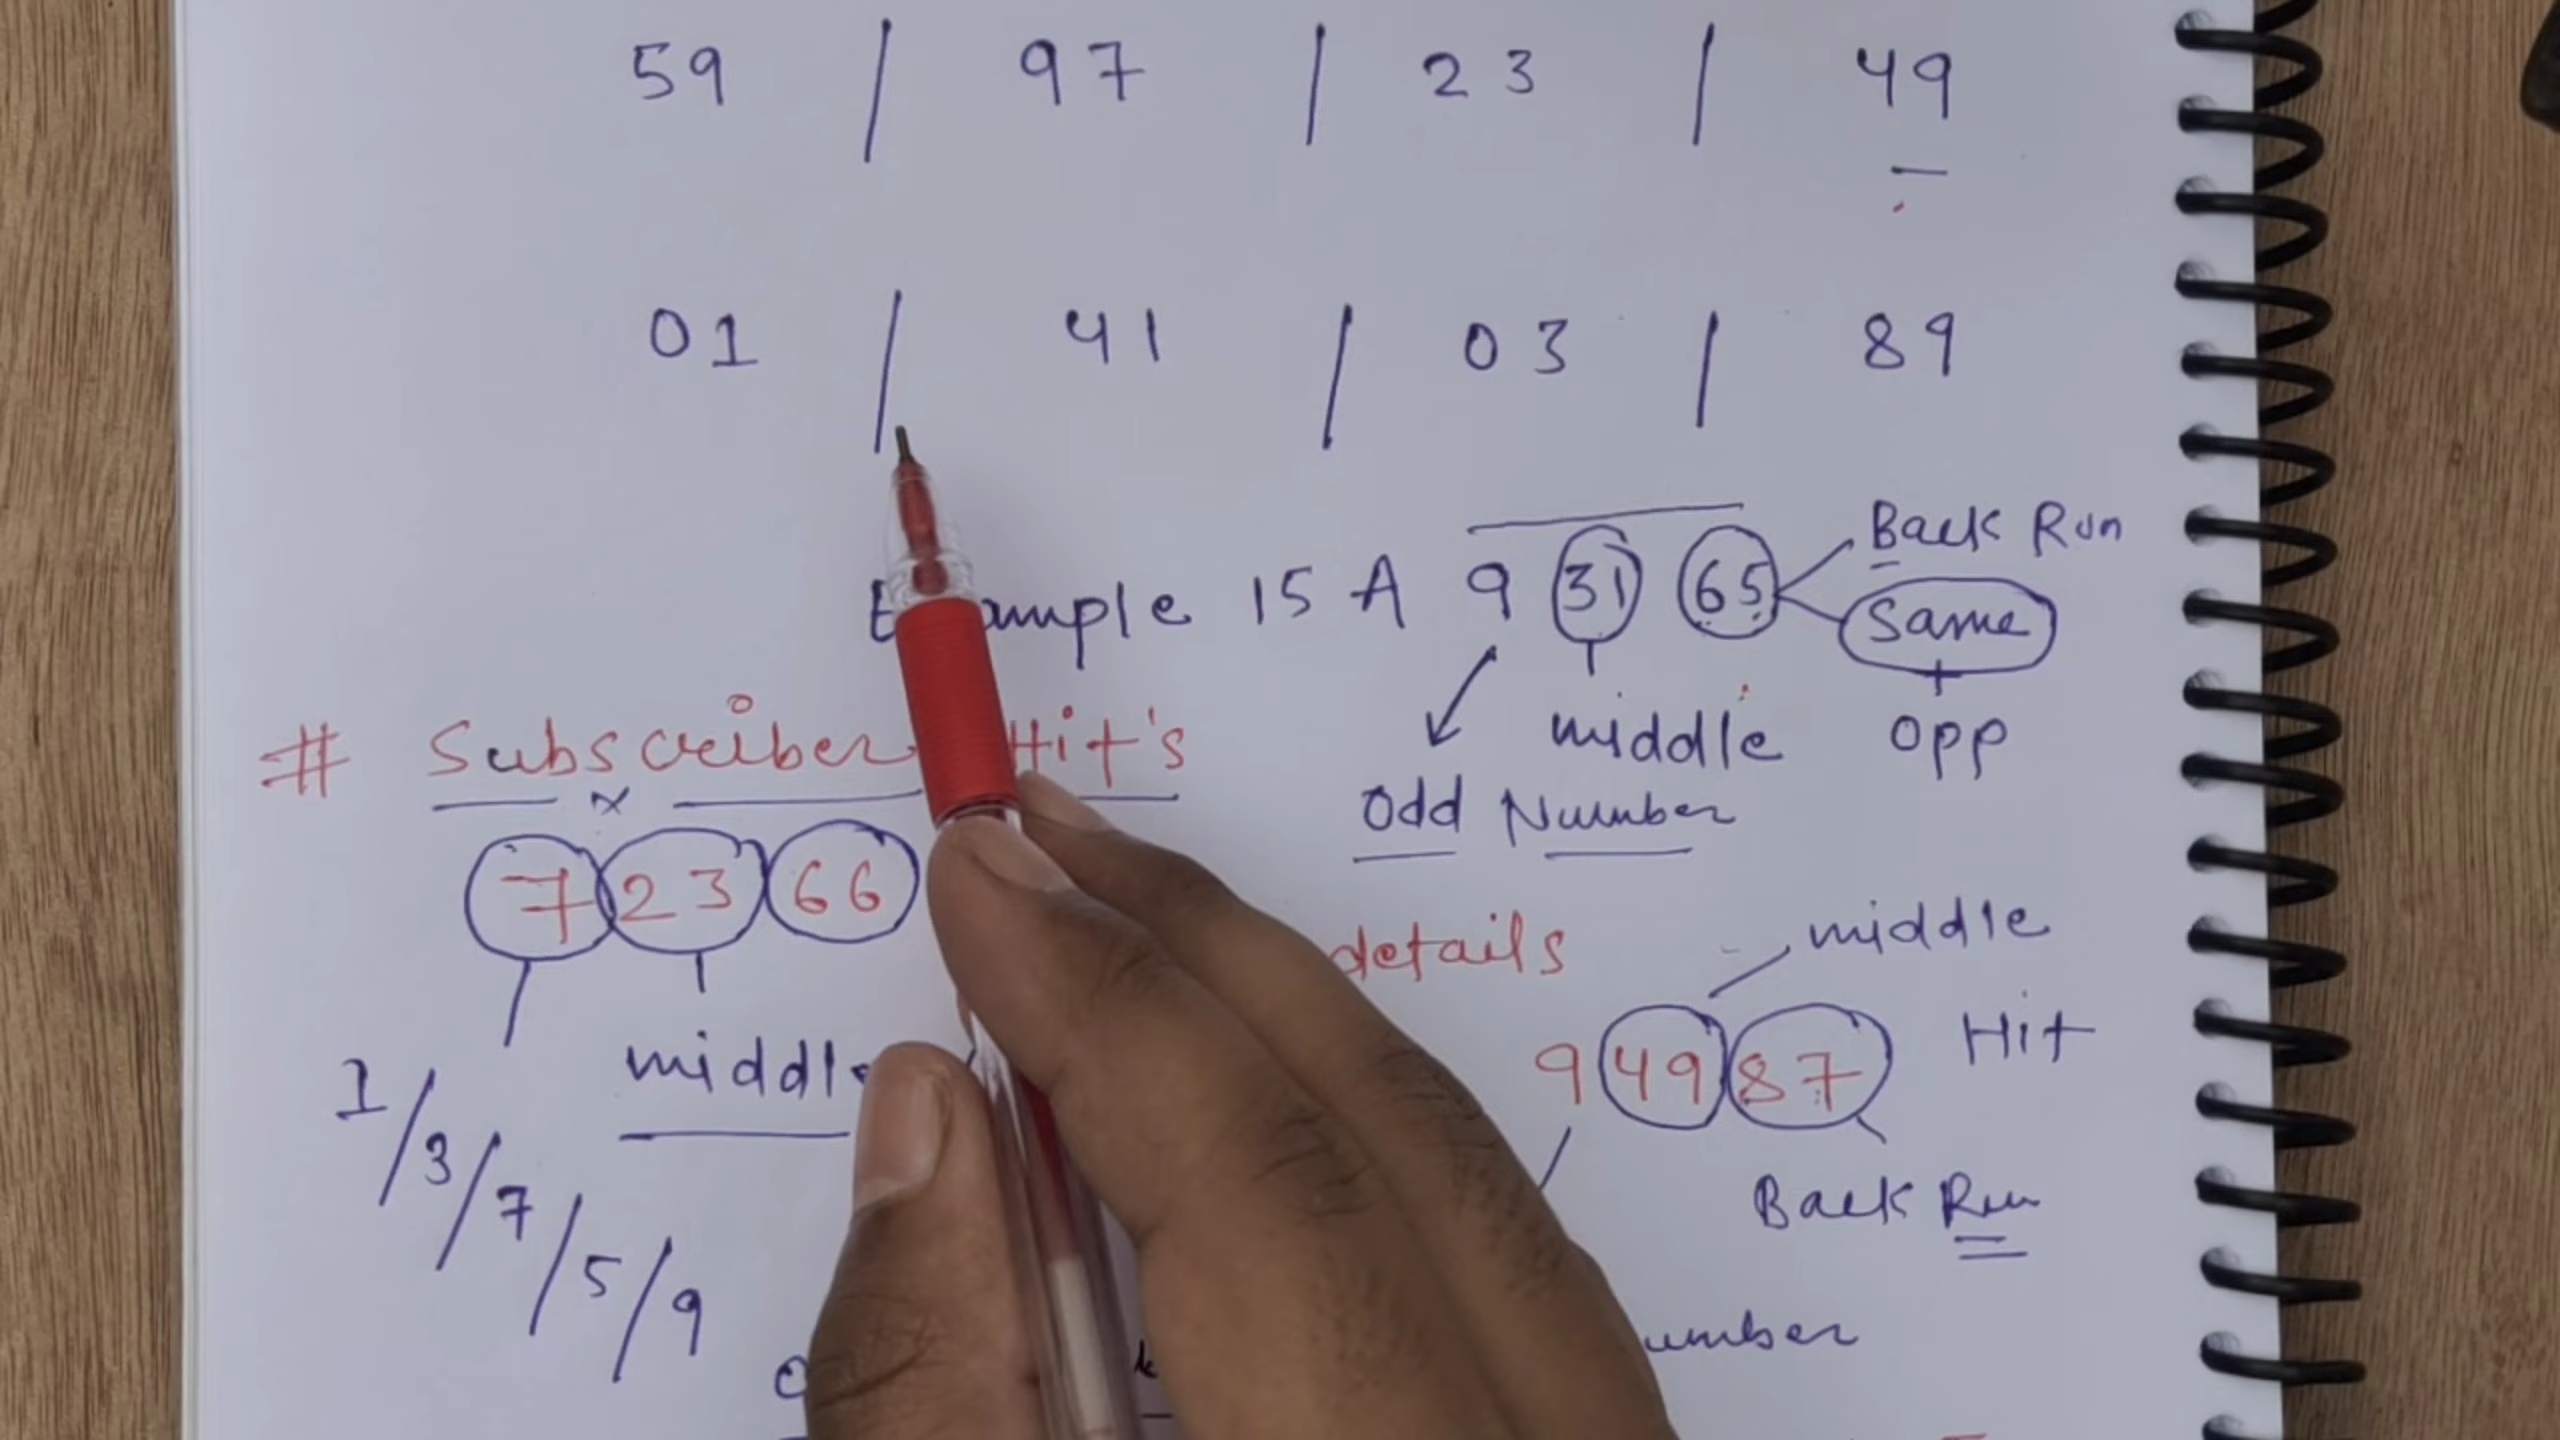 59 / 97 / 23 / 49
01 / 41 / 03 / 89
Example 15 A 9 31 65
Back Run
Same
opp
middle
Odd Number
# Subscriber Hit's
7 23 66
middle
1/3/7/5/9
details
middle
9 49 87 Hit
Back Run